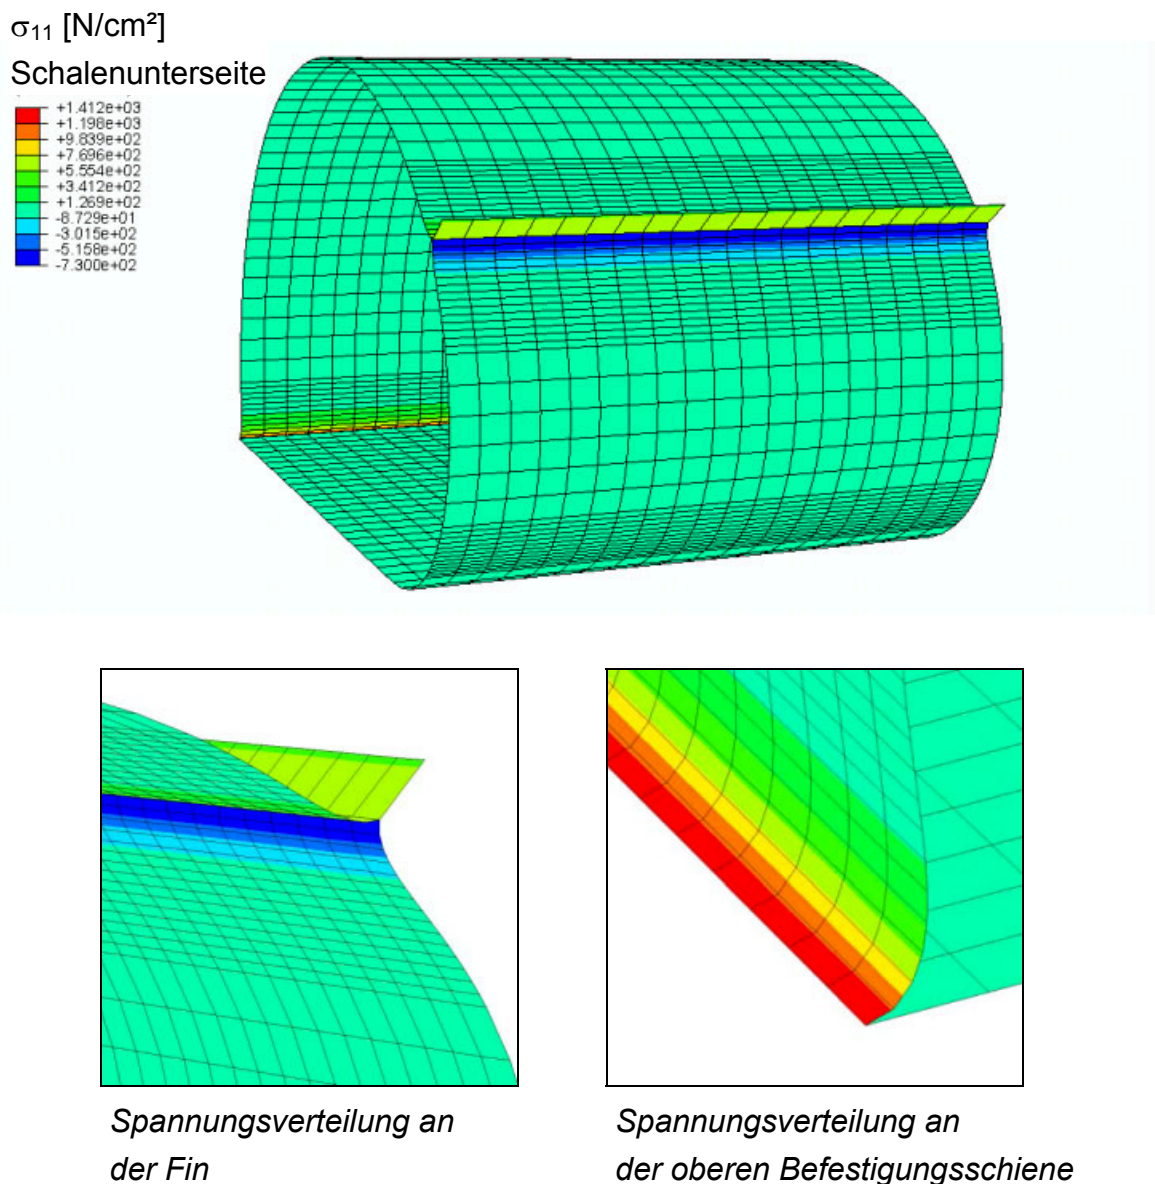 σ₁₁ [N/cm²]
Schalenunterseite
+1.412e+03
+1.198e+03
+9.839e+02
+7.696e+02
+5.554e+02
+3.412e+02
+1.269e+02
-8.729e+01
-3.015e+02
-5.158e+02
-7.300e+02
Spannungsverteilung an
der Fin
Spannungsverteilung an
der oberen Befestigungsschiene